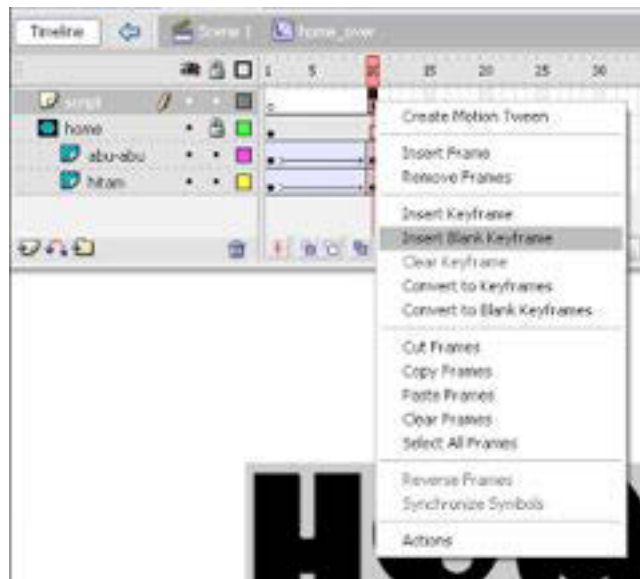 Timeline Scene 1 home_over
1 5 10 15 20 25 30
script
home
abu-abu
hitam
Create Motion Tween
Insert Frame
Remove Frames
Insert Keyframe
Insert Blank Keyframe
Clear Keyframe
Convert to Keyframes
Convert to Blank Keyframes
Cut Frames
Copy Frames
Paste Frames
Clear Frames
Select All Frames
Reverse Frames
Synchronize Symbols
Actions
HO